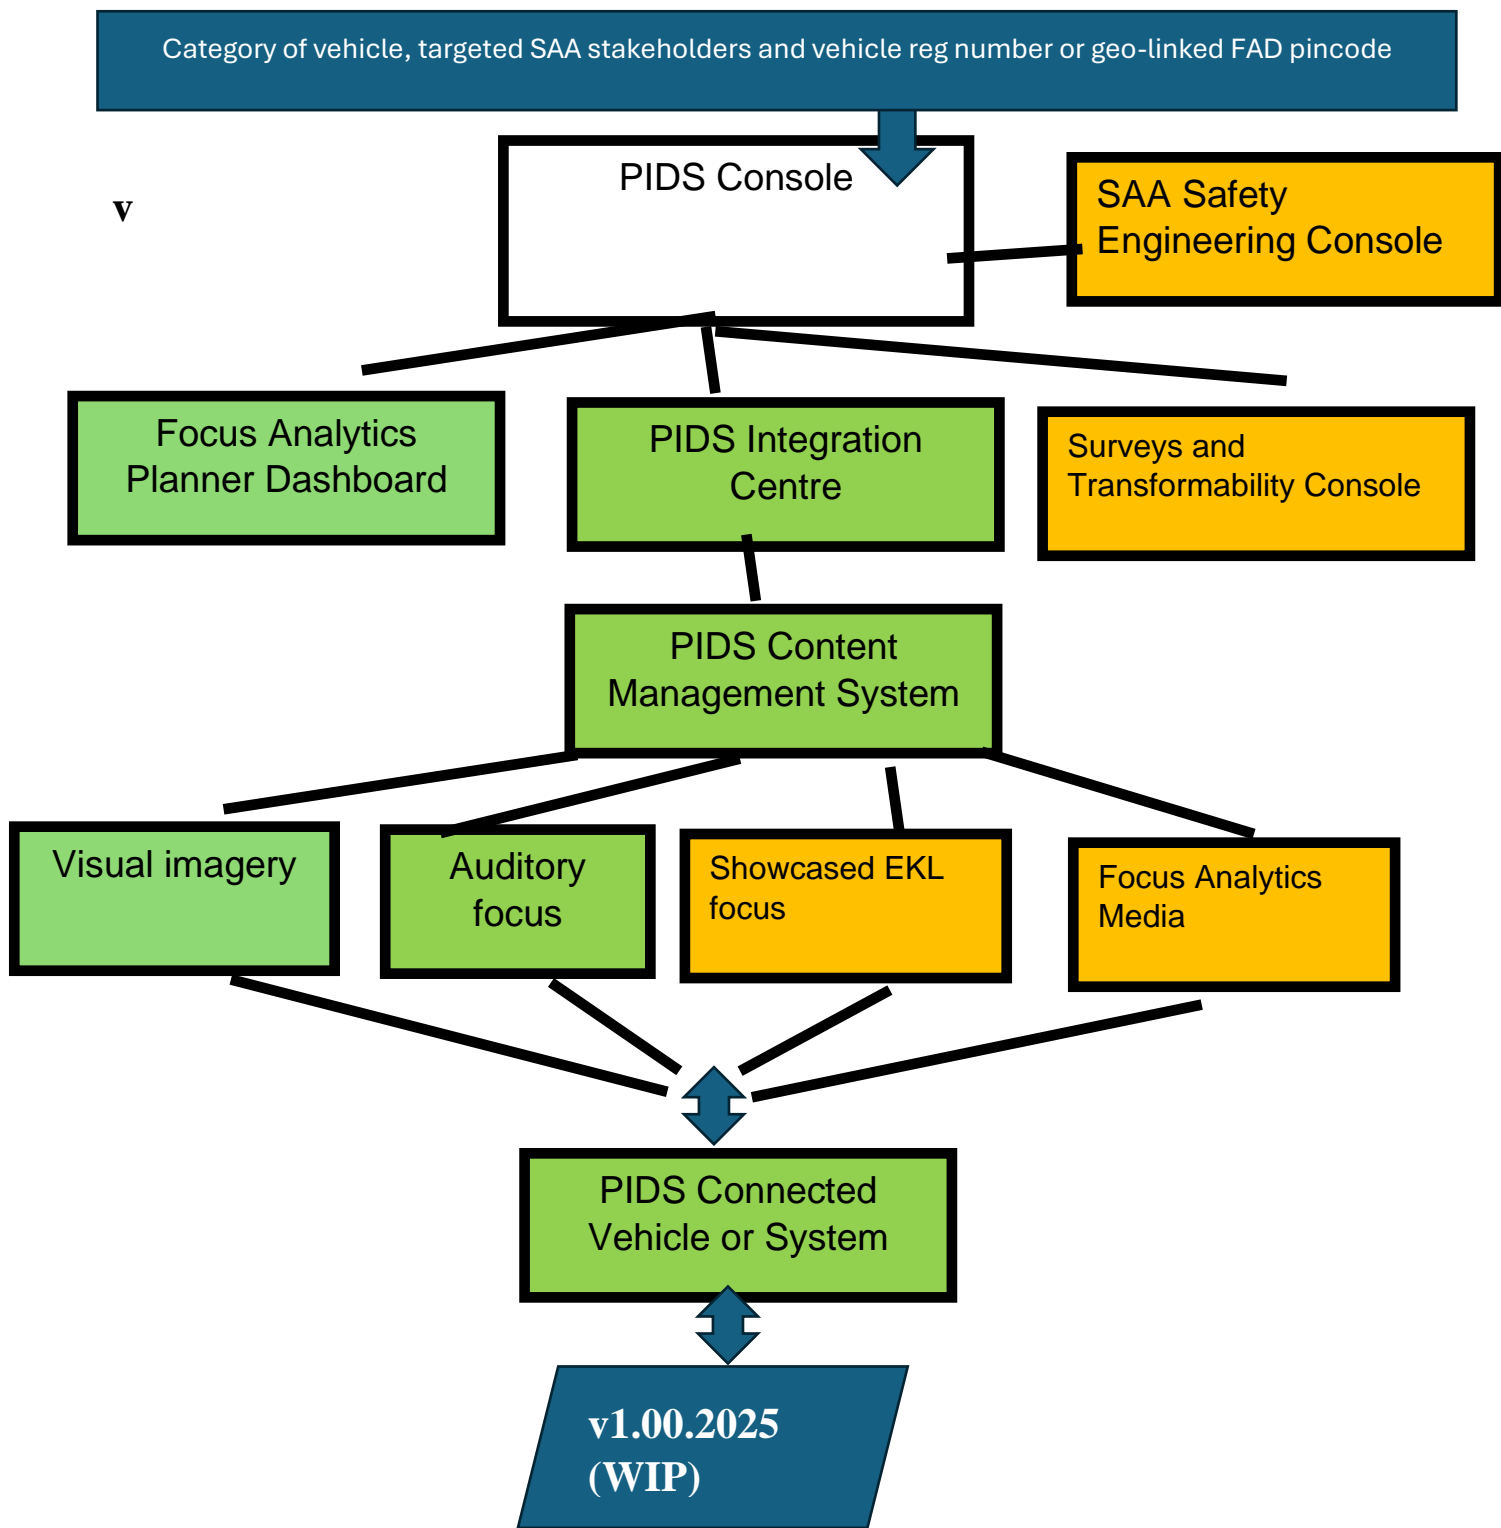 Category of vehicle, targeted SAA stakeholders and vehicle reg number or geo-linked FAD pincode
PIDS Console
SAA Safety
Engineering Console
v
Focus Analytics
Planner Dashboard
PIDS Integration
Centre
Surveys and
Transformability Console
PIDS Content
Management System
Visual imagery
Auditory
focus
Showcased EKL
focus
Focus Analytics
Media
PIDS Connected
Vehicle or System
v1.00.2025
(WIP)